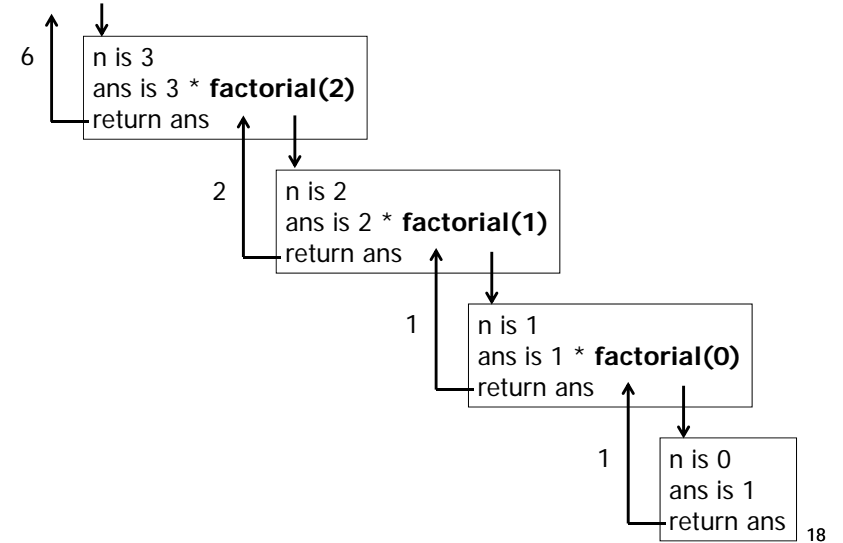 6
n is 3
ans is 3 * factorial(2)
return ans
2
n is 2
ans is 2 * factorial(1)
return ans
1
n is 1
ans is 1 * factorial(0)
return ans
1
n is 0
ans is 1
return ans
18